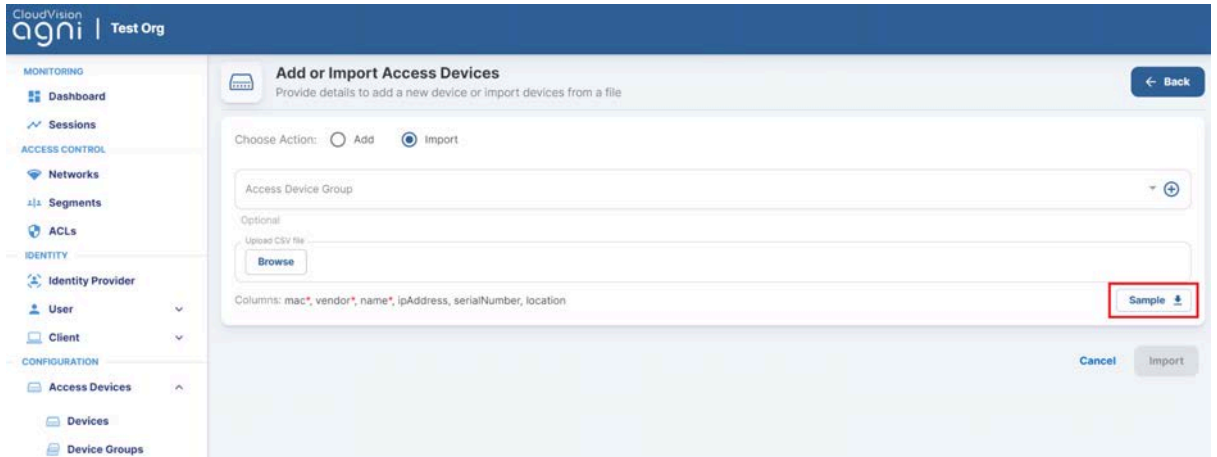 CloudVision
agni | Test Org
MONITORING
Dashboard
Sessions
ACCESS CONTROL
Networks
Segments
ACLs
IDENTITY
Identity Provider
User
Client
CONFIGURATION
Access Devices
Devices
Device Groups
Add or Import Access Devices
Provide details to add a new device or import devices from a file
Back
Choose Action: Add Import
Access Device Group
Optional
Upload CSV file
Browse
Columns: mac*, vendor*, name*, ipAddress, serialNumber, location
Sample
Cancel Import